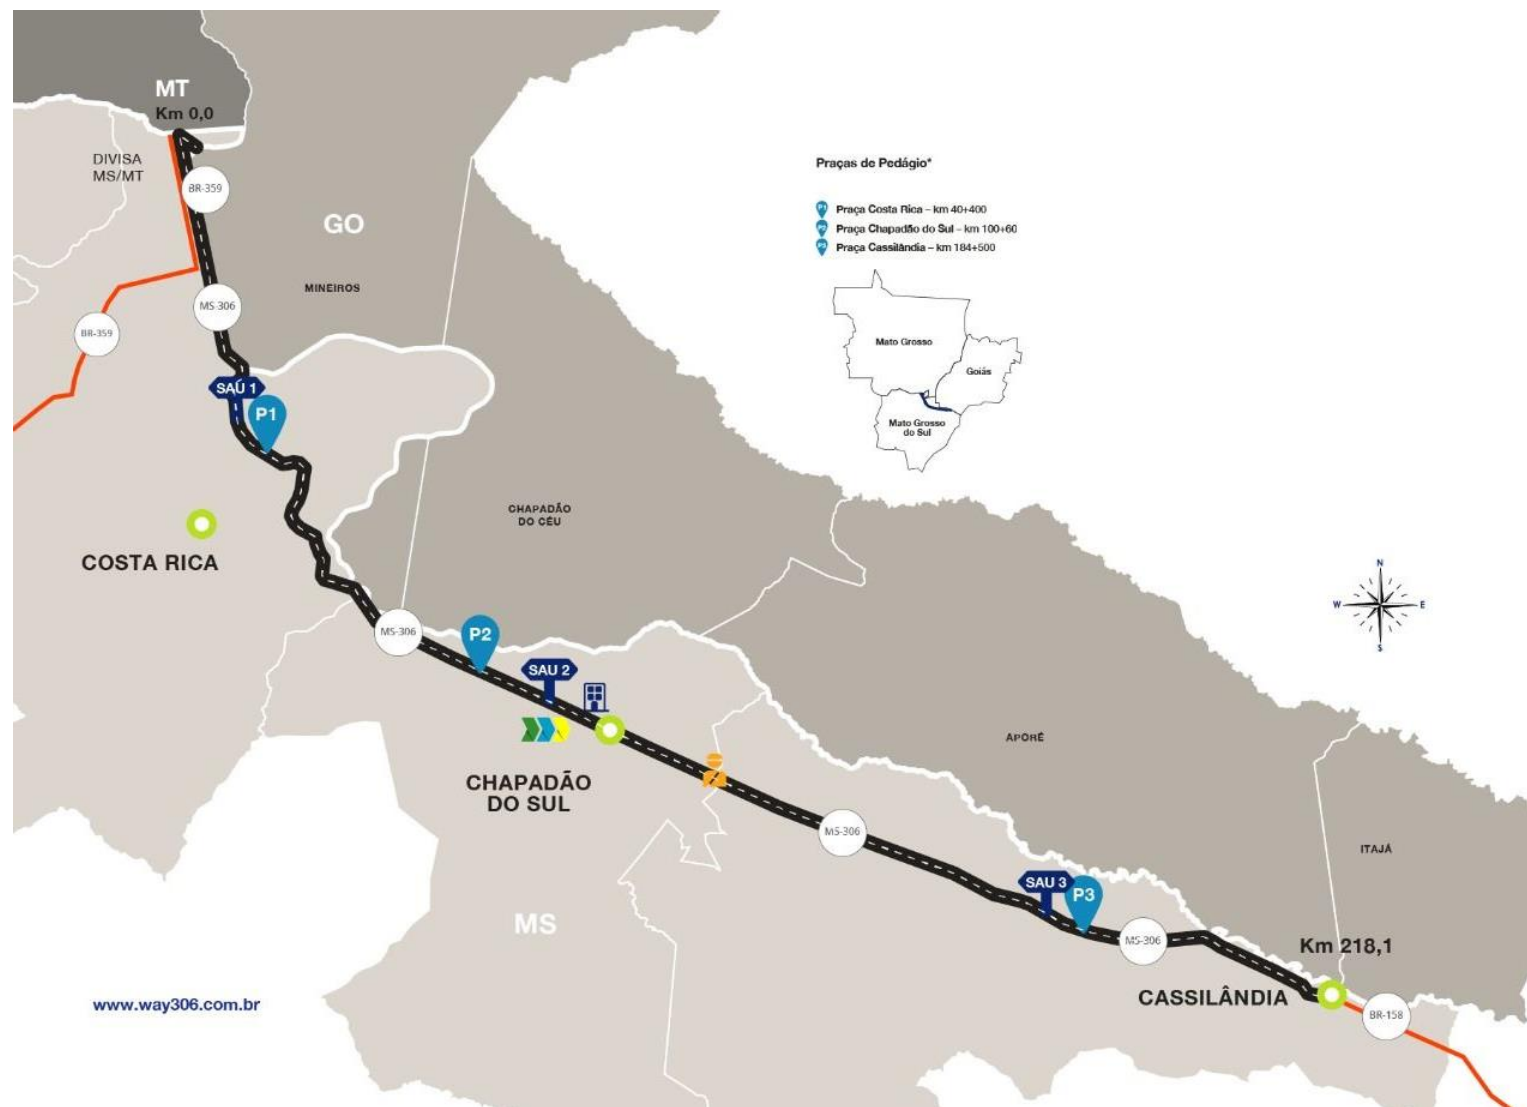 MT
Km 0,0
DIVISA
MS/MT
BR-359
GO
MINEIROS
MS-306
BR-359
SAÚ 1
P1
COSTA RICA
Praças de Pedágio*
P1 Praça Costa Rica – km 40+400
P2 Praça Chapadão do Sul – km 100+60
P3 Praça Cassilândia – km 184+500
Mato Grosso
Goiás
Mato Grosso
do Sul
CHAPADÃO
DO CÉU
N
W
E
S
MS-306
P2
SAU 2
CHAPADÃO
DO SUL
APORÉ
MS-306
ITAJÁ
SAU 3
P3
MS
MS-306
Km 218,1
CASSILÂNDIA
BR-158
www.way306.com.br